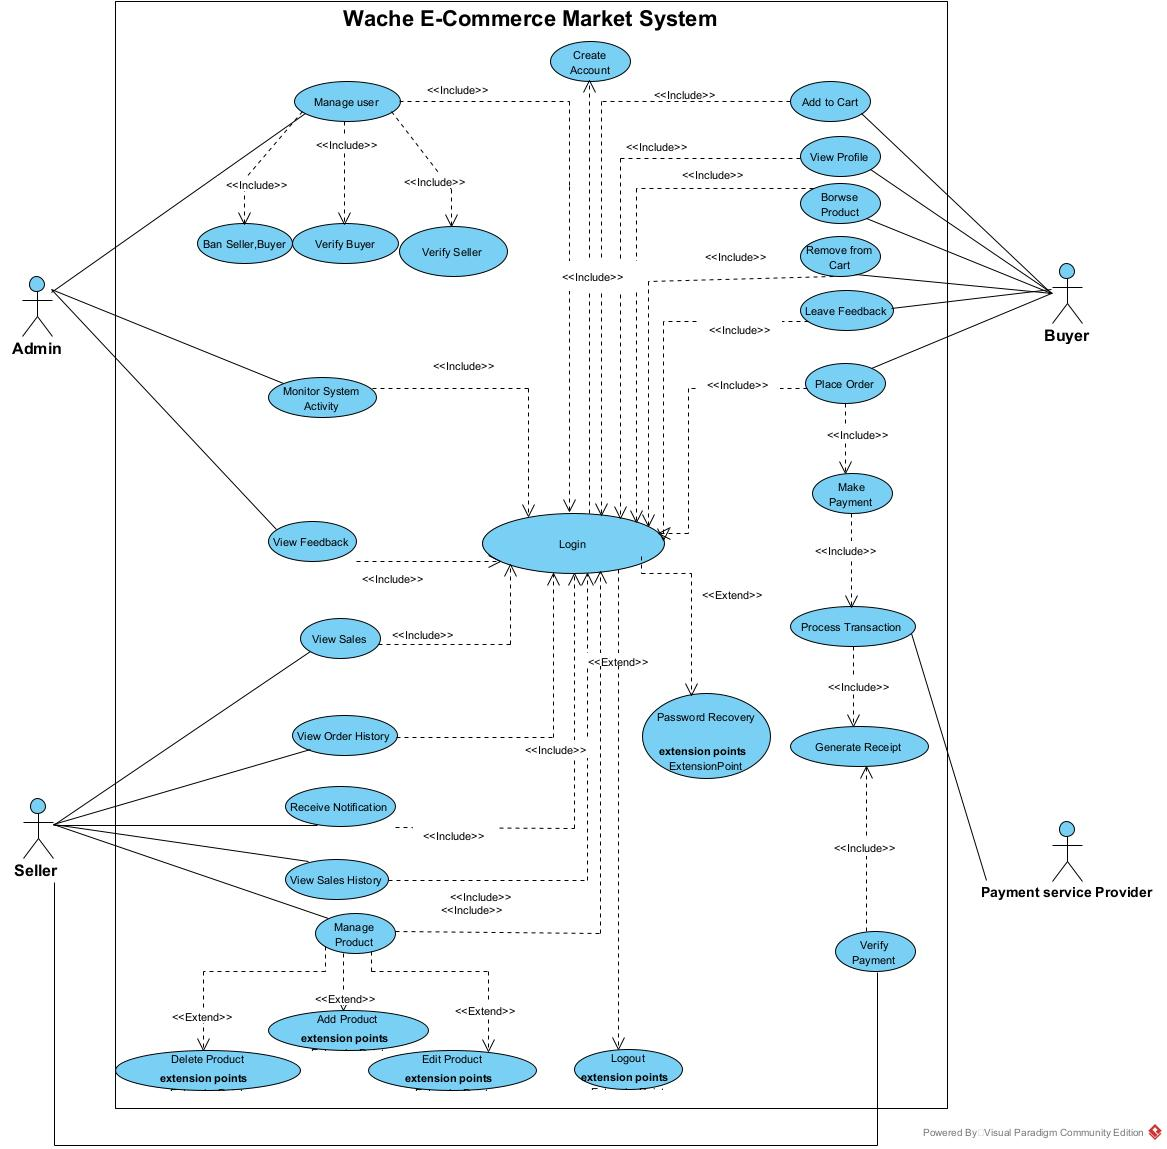 Wache E-Commerce Market System
Create
Account
Manage user
<<Include>>
<<Include>>
Add to Cart
<<Include>>
<<Include>>
View Profile
<<Include>>
<<Include>>
<<Include>>
Borwse
Product
Ban Seller,Buyer
Verify Buyer
Verify Seller
Remove from
Cart
<<Include>>
<<Include>>
Leave Feedback
<<Include>>
Admin
Buyer
<<Include>>
Monitor System
Activity
<<Include>>
Place Order
<<Include>>
Make
Payment
View Feedback
Login
<<Include>>
<<Include>>
<<Extend>>
Process Transaction
View Sales
<<Include>>
<<Extend>>
<<Include>>
Password Recovery
extension points
ExtensionPoint
View Order History
<<Include>>
Generate Receipt
Receive Notification
<<Include>>
<<Include>>
Seller
View Sales History
<<Include>>
<<Include>>
Payment service Provider
Manage
Product
Verify
Payment
<<Extend>>
<<Extend>>
<<Extend>>
Add Product
extension points
Delete Product
extension points
Edit Product
extension points
Logout
extension points
Powered By Visual Paradigm Community Edition